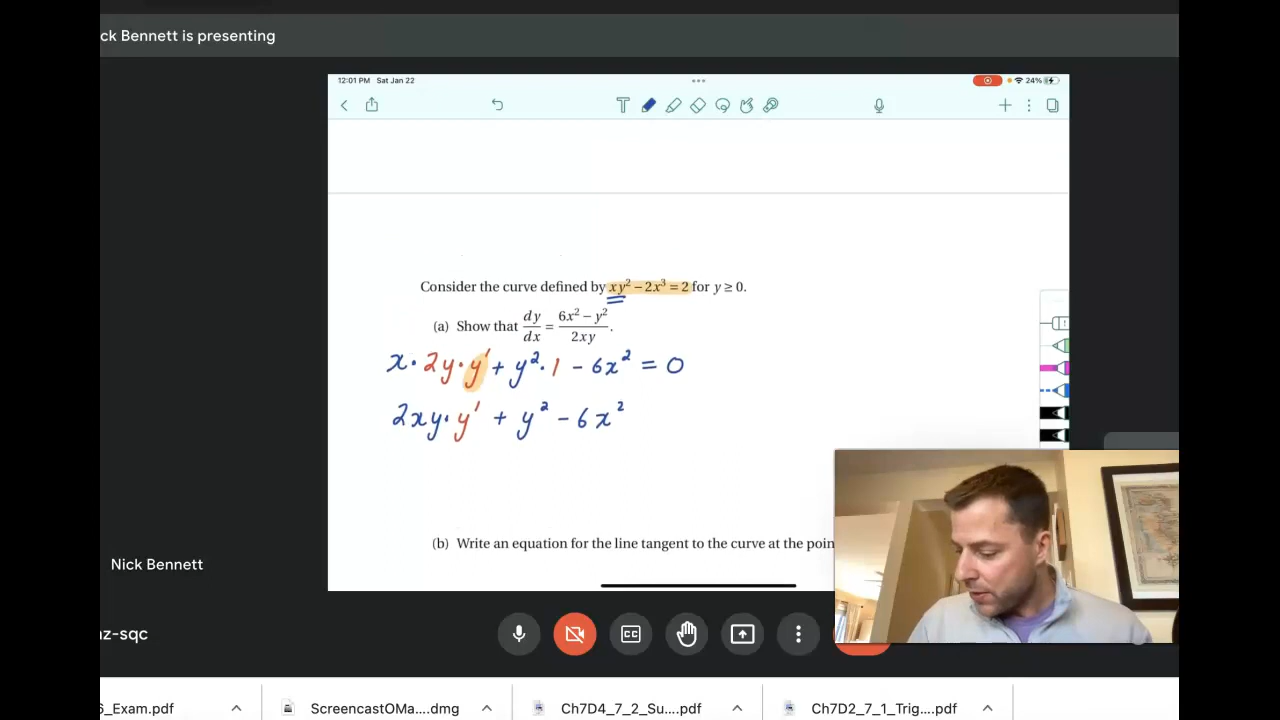 ck Bennett is presenting
12:01 PM Sat Jan 22
24%
T
Consider the curve defined by xy² − 2x³ = 2 for y ≥ 0.
(a) Show that dy/dx = (6x² − y²)/(2xy).
x · 2y · y' + y² · 1 − 6x² = 0
2xy · y' + y² − 6x²
(b) Write an equation for the line tangent to the curve at the poin
Nick Bennett
nz-sqc
CC
6_Exam.pdf
ScreencastOMa....dmg
Ch7D4_7_2_Su....pdf
Ch7D2_7_1_Trig....pdf